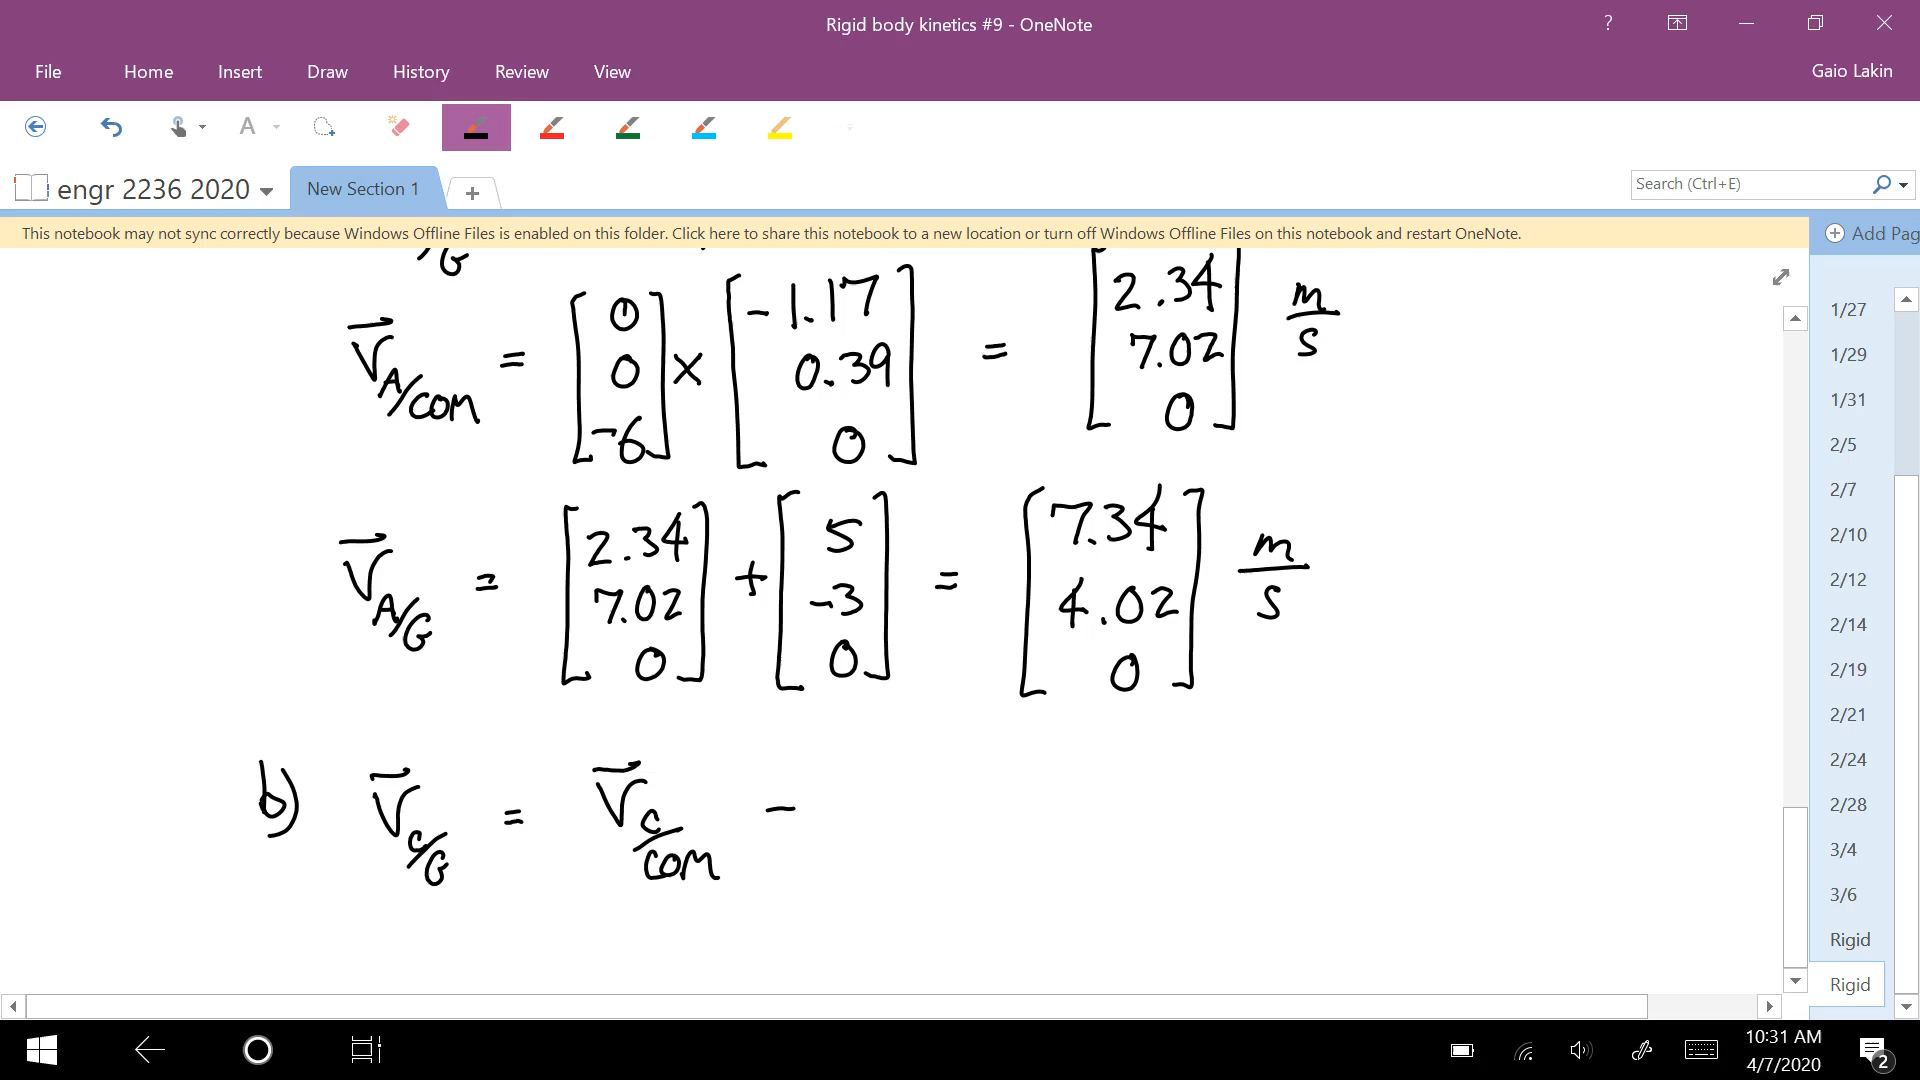 Rigid body kinetics #9 - OneNote
?
File Home Insert Draw History Review View
Gaio Lakin
A
engr 2236 2020
New Section 1
+
Search (Ctrl+E)
This notebook may not sync correctly because Windows Offline Files is enabled on this folder. Click here to share this notebook to a new location or turn off Windows Offline Files on this notebook and restart OneNote.
Add Pag
/G
V⃗ A/COM = [0 0 -6] × [-1.17 0.39 0] = [2.34 7.02 0] m/s
V⃗ A/G = [2.34 7.02 0] + [5 -3 0] = [7.34 4.02 0] m/s
b) V⃗ C/G = V⃗ C/COM −
1/27
1/29
1/31
2/5
2/7
2/10
2/12
2/14
2/19
2/21
2/24
2/28
3/4
3/6
Rigid
Rigid
10:31 AM
4/7/2020
2